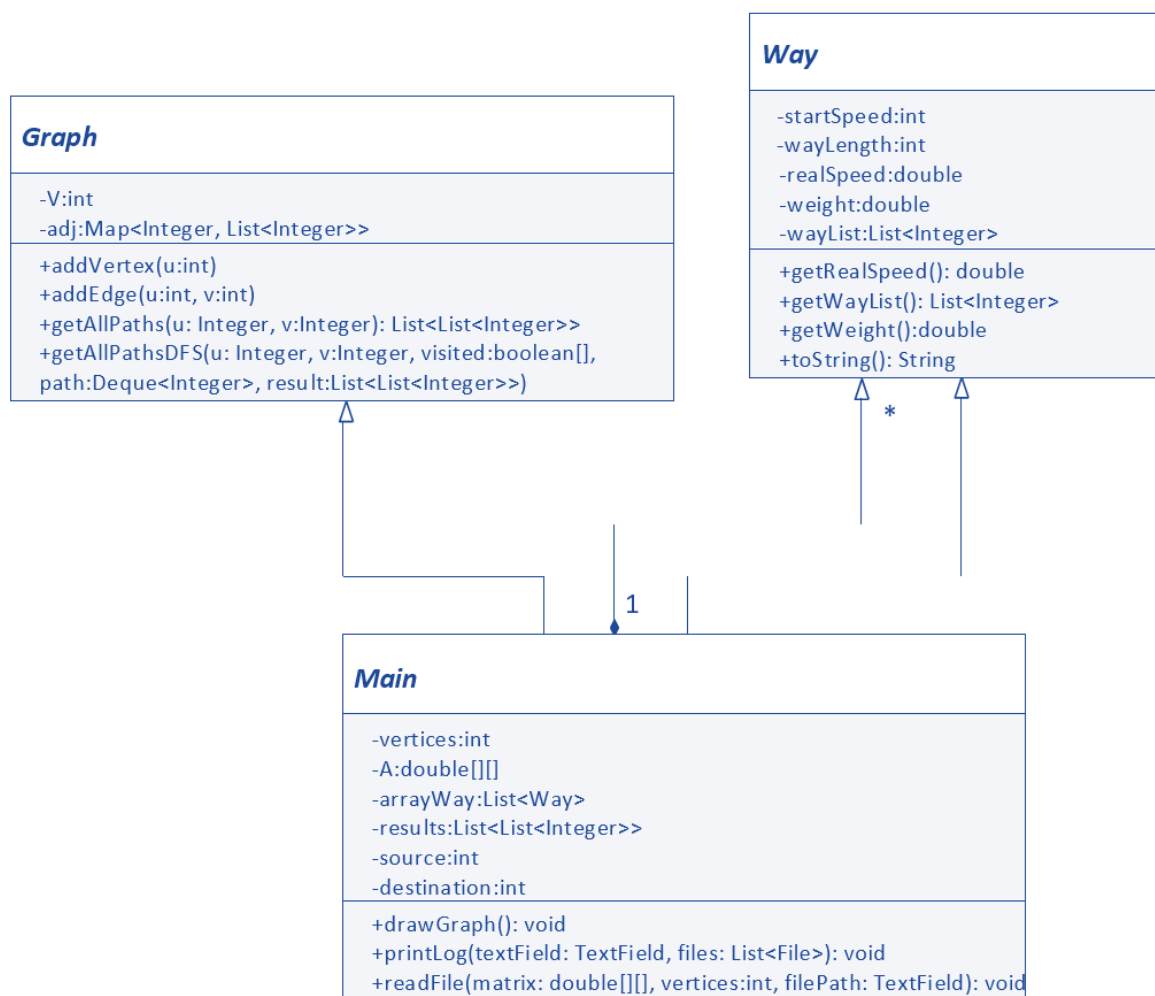 Way
-startSpeed:int
-wayLength:int
-realSpeed:double
-weight:double
-wayList:List<Integer>
+getRealSpeed(): double
+getWayList(): List<Integer>
+getWeight():double
+toString(): String
Graph
-V:int
-adj:Map<Integer, List<Integer>>
+addVertex(u:int)
+addEdge(u:int, v:int)
+getAllPaths(u: Integer, v:Integer): List<List<Integer>>
+getAllPathsDFS(u: Integer, v:Integer, visited:boolean[],
path:Deque<Integer>, result:List<List<Integer>>)
*
1
Main
-vertices:int
-A:double[][]
-arrayWay:List<Way>
-results:List<List<Integer>>
-source:int
-destination:int
+drawGraph(): void
+printLog(textField: TextField, files: List<File>): void
+readFile(matrix: double[][], vertices:int, filePath: TextField): void